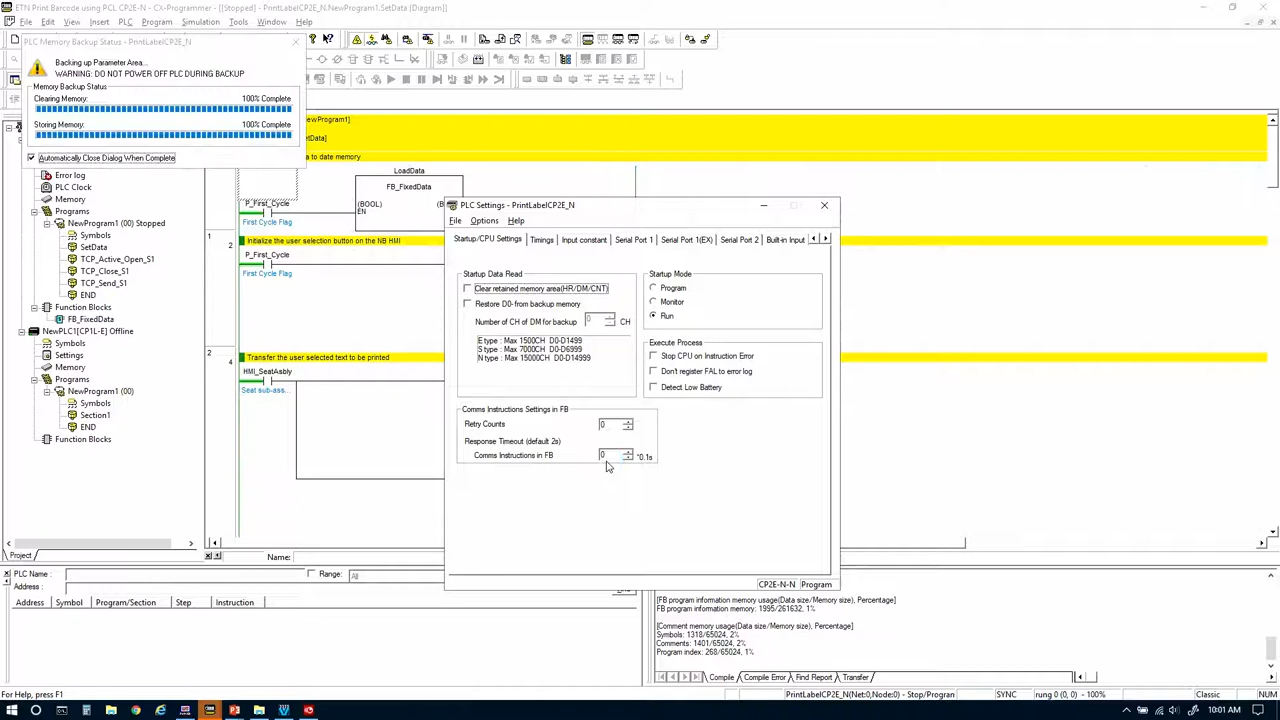 ETN Print Barcode using PCL CP2E-N - CX-Programmer - [[Stopped] - PrintLabelCP2E_N.NewProgram1.SetData [Diagram]]
File Edit View Insert PLC Program Simulation Tools Window Help
PLC Memory Backup Status - PrintLabelCP2E_N
Backing up Parameter Area...
WARNING: DO NOT POWER OFF PLC DURING BACKUP
Memory Backup Status
Clearing Memory: 100% Complete
Storing Memory: 100% Complete
Automatically Close Dialog When Complete
Error log
PLC Clock
Memory
Programs
NewProgram1 (00) Stopped
Symbols
SetData
TCP_Active_Open_S1
TCP_Close_S1
TCP_Send_S1
END
Function Blocks
FB_FixedData
NewPLC1[CP1L-E] Offline
Symbols
Settings
Memory
Programs
NewProgram1 (00)
Symbols
Section1
END
Function Blocks
Project
NewProgram1]
etData]
a to date memory
LoadData
FB_FixedData
(BOOL)
EN
P_First_Cycle
First Cycle Flag
1
2
Initialize the user selection button on the NB HMI
P_First_Cycle
First Cycle Flag
2
4
Transfer the user selected text to be printed
HMI_SeatAsbly
Seat sub-ass...
Name:
PLC Settings - PrintLabelCP2E_N
File Options Help
Startup/CPU Settings Timings Input constant Serial Port 1 Serial Port 1(EX) Serial Port 2 Built-in Input
Startup Data Read
Clear retained memory area(HR/DM/CNT)
Restore D0- from backup memory
Number of CH of DM for backup 0 CH
E type : Max 1500CH D0-D1499
S type : Max 7000CH D0-D6999
N type : Max 15000CH D0-D14999
Startup Mode
Program
Monitor
Run
Execute Process
Stop CPU on Instruction Error
Don't register FAL to error log
Detect Low Battery
Comms Instructions Settings in FB
Retry Counts 0
Response Timeout (default 2s)
Comms Instructions in FB 0 *0.1s
CP2E-N-N Program
PLC Name :
Range: All
Address :
Address Symbol Program/Section Step Instruction
[FB program information memory usage(Data size/Memory size), Percentage]
FB program information memory: 1995/261632, 1%
[Comment memory usage(Data size/Memory size), Percentage]
Symbols: 1318/65024, 2%
Comments: 1401/65024, 2%
Program index: 268/65024, 1%
Compile Compile Error Find Report Transfer
For Help, press F1
PrintLabelCP2E_N(Net:0,Node:0) - Stop/Progran SYNC rung 0 (0, 0) - 100% Classic NUM
10:01 AM